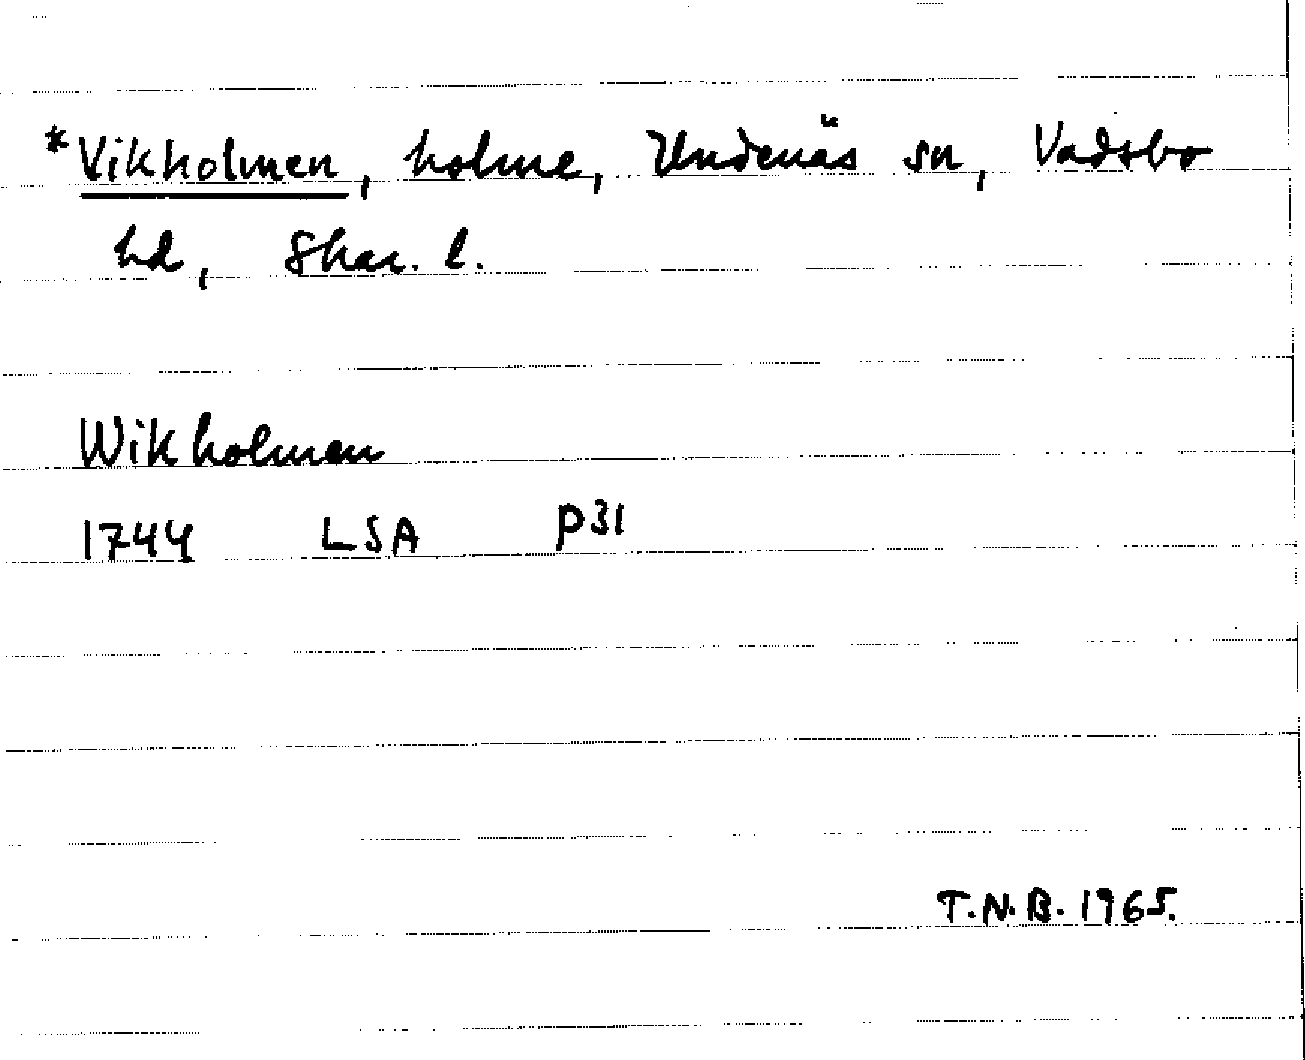 *Vikholmen, holme, Undenäs sn, Vadsbo
hd, Skar. l.
Wikholmen
1744 LSA P31
T.N.B. 1965.